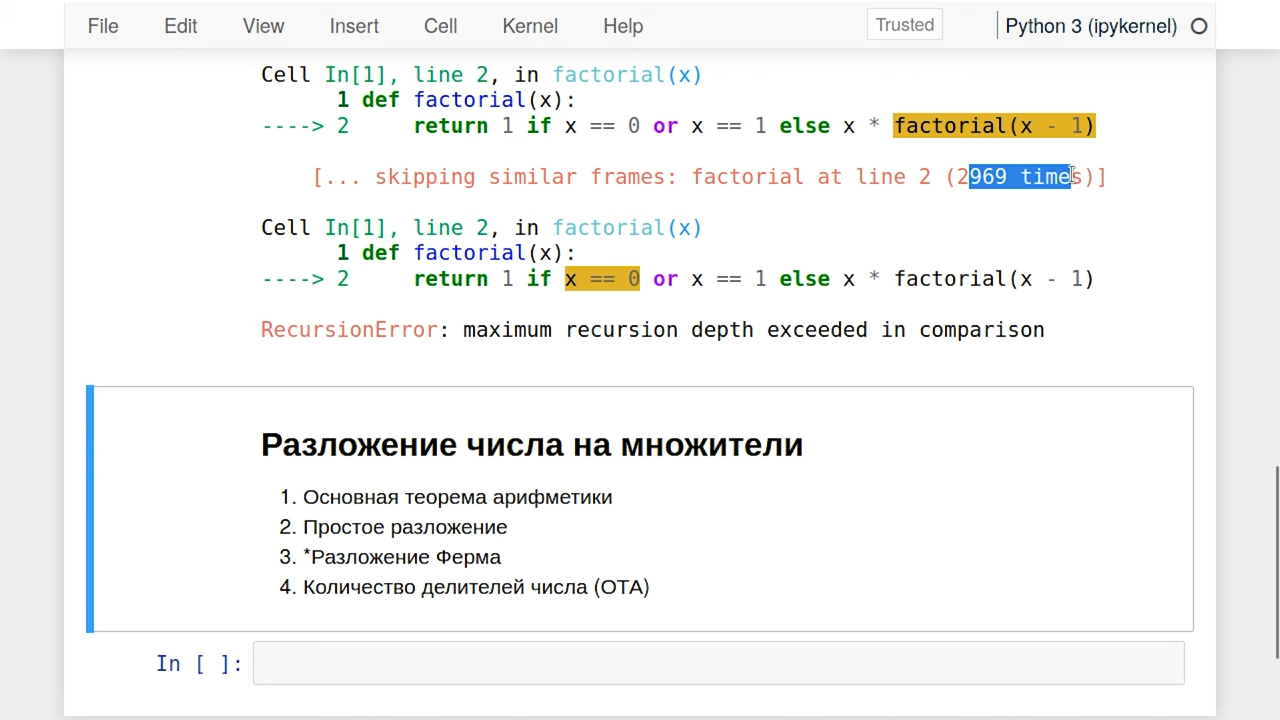 File Edit View Insert Cell Kernel Help Trusted Python 3 (ipykernel)
Cell In[1], line 2, in factorial(x)
1 def factorial(x):
----> 2 return 1 if x == 0 or x == 1 else x * factorial(x - 1)
[... skipping similar frames: factorial at line 2 (2969 times)]
Cell In[1], line 2, in factorial(x)
1 def factorial(x):
----> 2 return 1 if x == 0 or x == 1 else x * factorial(x - 1)
RecursionError: maximum recursion depth exceeded in comparison
Разложение числа на множители
1. Основная теорема арифметики
2. Простое разложение
3. *Разложение Ферма
4. Количество делителей числа (ОТА)
In [ ]: